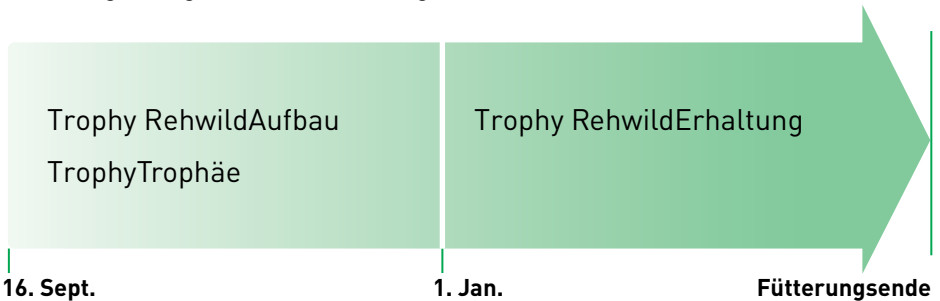 Trophy RehwildAufbau
TrophyTrophäe
Trophy RehwildErhaltung
16. Sept.
1. Jan.
Fütterungsende